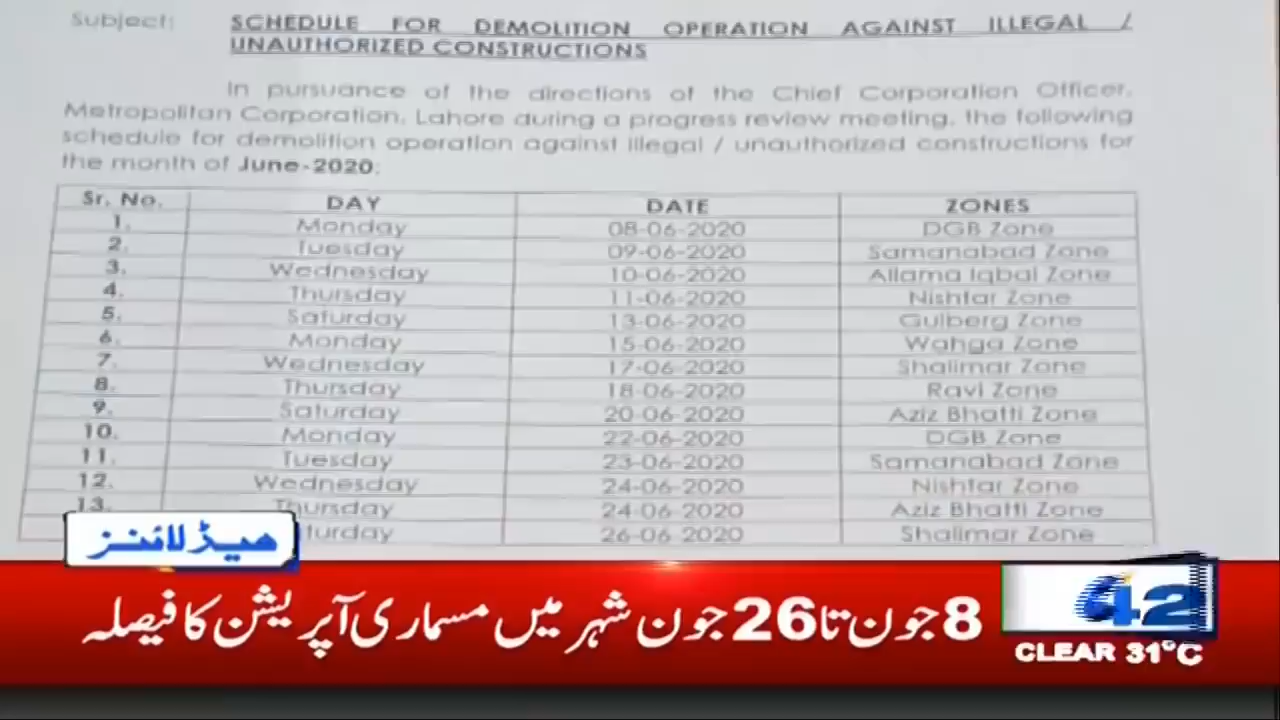 Subject: SCHEDULE FOR DEMOLITION OPERATION AGAINST ILLEGAL /
UNAUTHORIZED CONSTRUCTIONS
In pursuance of the directions of the Chief Corporation Officer,
Metropolitan Corporation, Lahore during a progress review meeting, the following
schedule for demolition operation against illegal / unauthorized constructions for
the month of June-2020:
Sr. No. DAY DATE ZONES
1. Monday 08-06-2020 DGB Zone
2. Tuesday 09-06-2020 Samanabad Zone
3. Wednesday 10-06-2020 Allama Iqbal Zone
4. Thursday 11-06-2020 Nishtar Zone
5. Saturday 13-06-2020 Gulberg Zone
6. Monday 15-06-2020 Wahga Zone
7. Wednesday 17-06-2020 Shalimar Zone
8. Thursday 18-06-2020 Ravi Zone
9. Saturday 20-06-2020 Aziz Bhatti Zone
10. Monday 22-06-2020 DGB Zone
11. Tuesday 23-06-2020 Samanabad Zone
12. Wednesday 24-06-2020 Nishtar Zone
13. Thursday 24-06-2020 Aziz Bhatti Zone
turday 26-06-2020 Shalimar Zone
ہیڈلائنز
8 جون تا 26 جون شہر میں مسماری آپریشن کا فیصلہ
42
CLEAR 31°C